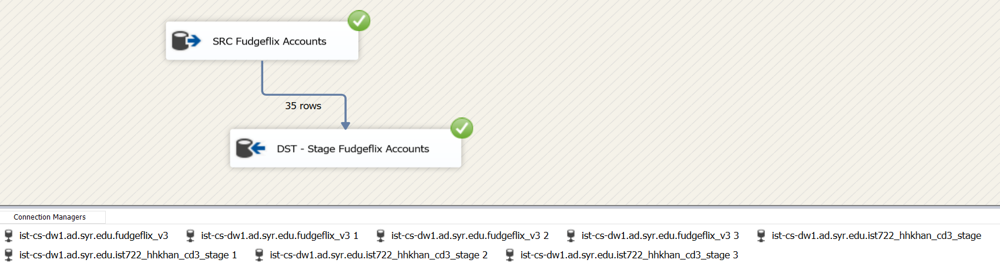 SRC Fudgeflix Accounts
35 rows
DST - Stage Fudgeflix Accounts
Connection Managers
ist-cs-dw1.ad.syr.edu.fudgeflix_v3 ist-cs-dw1.ad.syr.edu.fudgeflix_v3 1 ist-cs-dw1.ad.syr.edu.fudgeflix_v3 2 ist-cs-dw1.ad.syr.edu.fudgeflix_v3 3 ist-cs-dw1.ad.syr.edu.ist722_hhkhan_cd3_stage
ist-cs-dw1.ad.syr.edu.ist722_hhkhan_cd3_stage 1 ist-cs-dw1.ad.syr.edu.ist722_hhkhan_cd3_stage 2 ist-cs-dw1.ad.syr.edu.ist722_hhkhan_cd3_stage 3